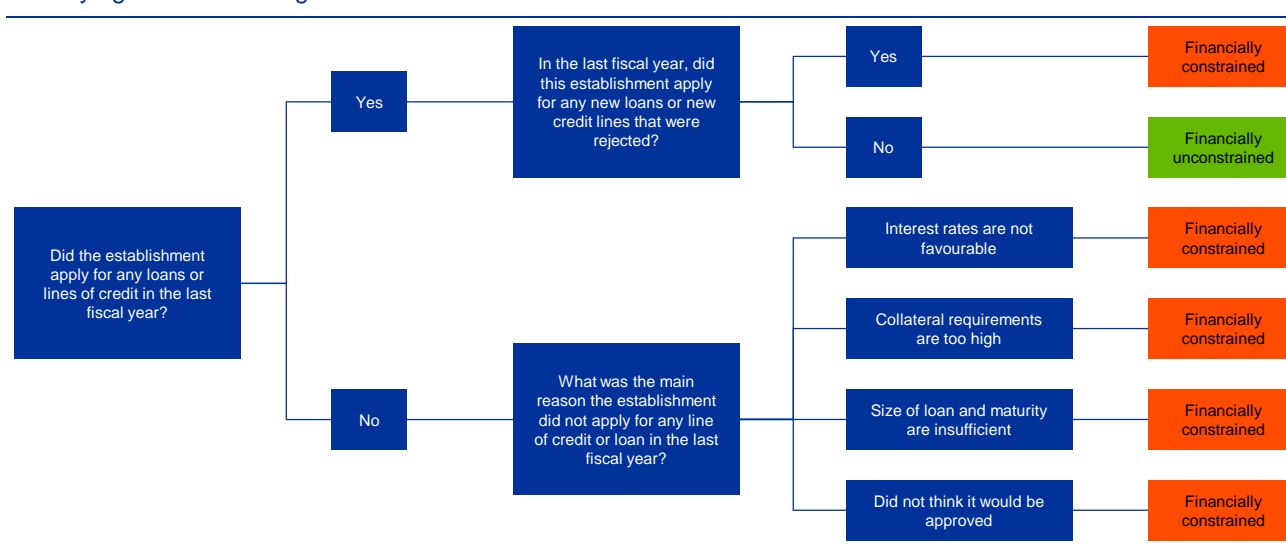 Did the establishment
apply for any loans or
lines of credit in the last
fiscal year?
Yes
In the last fiscal year, did
this establishment apply
for any new loans or new
credit lines that were
rejected?
Yes
Financially
constrained
No
Financially
unconstrained
No
What was the main
reason the establishment
did not apply for any line
of credit or loan in the last
fiscal year?
Interest rates are not
favourable
Financially
constrained
Collateral requirements
are too high
Financially
constrained
Size of loan and maturity
are insufficient
Financially
constrained
Did not think it would be
approved
Financially
constrained